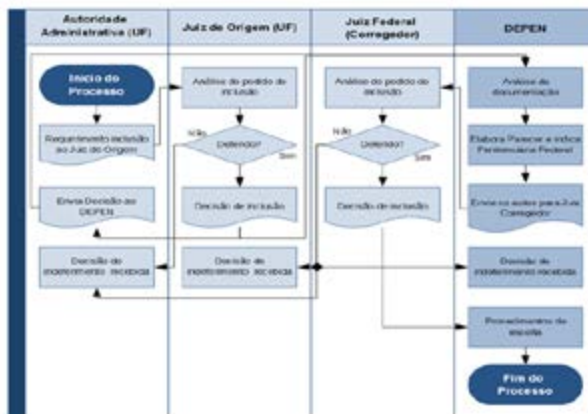 Autoridade
Administrativa (UF)
Juiz de Origem (UF)
Juiz Federal
(Corregedor)
DEPEN
Início do
Processo
Requerimento inclusão
ao Juiz de Origem
Envia Decisão ao
DEPEN
Decisão de
indeferimento recebida
Análise do pedido de
inclusão
Não
Deferido?
Sim
Decisão de inclusão
Decisão de
indeferimento recebida
Análise do pedido de
inclusão
Não
Deferido?
Sim
Decisão de inclusão
Análise da
documentação
Elabora Parecer e indica
Penitenciária Federal
Envia os autos para Juiz
Corregedor
Decisão de
indeferimento recebida
Procedimentos de
escolta
Fim do
Processo